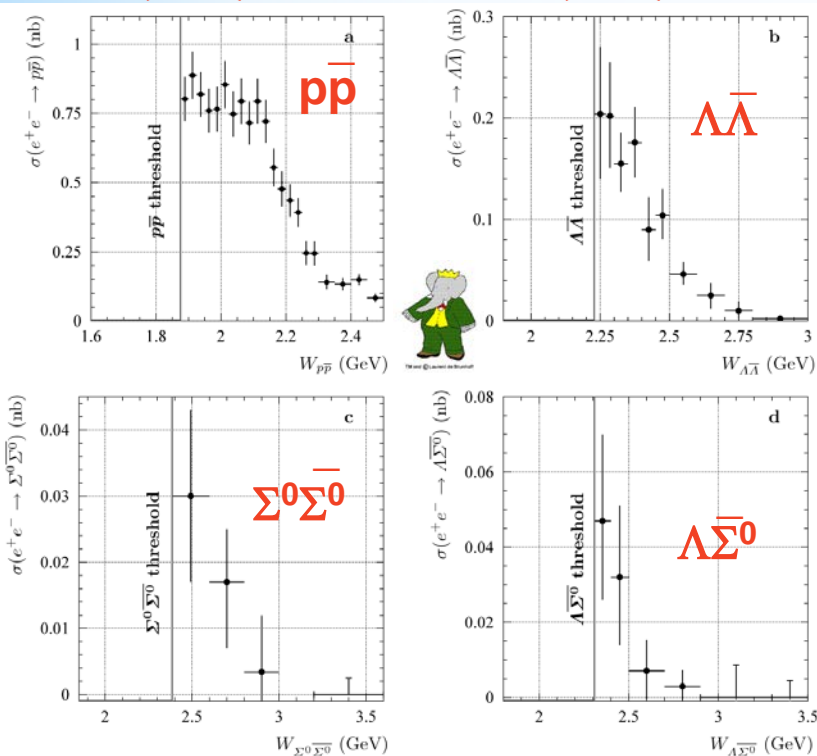 a
σ(e⁺e⁻ → pp̅) (nb)
1
0.75
0.5
0.25
0
pp̅ threshold
pp̅
1.6
1.8
2
2.2
2.4
W_pp̅ (GeV)
b
σ(e⁺e⁻ → ΛΛ̅) (nb)
0.3
0.2
0.1
0
ΛΛ̅ threshold
ΛΛ̅
2
2.25
2.5
2.75
3
W_ΛΛ̅ (GeV)
c
σ(e⁺e⁻ → Σ⁰Σ̅⁰) (nb)
0.04
0.03
0.02
0.01
0
Σ⁰Σ̅⁰ threshold
Σ⁰Σ̅⁰
2
2.5
3
3.5
W_Σ⁰Σ̅⁰ (GeV)
d
σ(e⁺e⁻ → ΛΣ̅⁰) (nb)
0.08
0.06
0.04
0.02
0
ΛΣ̅⁰ threshold
ΛΣ̅⁰
2
2.5
3
3.5
W_ΛΣ̅⁰ (GeV)